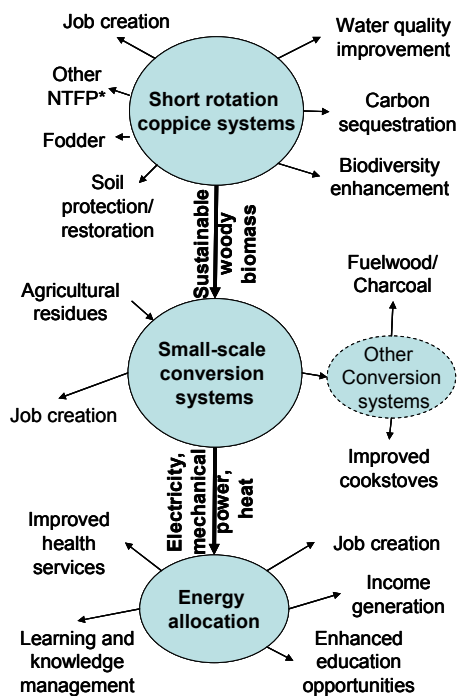 Job creation
Water quality
improvement
Other
NTFP*
Short rotation
coppice systems
Carbon
sequestration
Fodder
Biodiversity
enhancement
Soil
protection/
restoration
Sustainable
woody
biomass
Fuelwood/
Charcoal
Agricultural
residues
Small-scale
conversion
systems
Other
Conversion
systems
Job creation
Improved
cookstoves
Electricity,
mechanical
power,
heat
Improved
health
services
Job creation
Energy
allocation
Income
generation
Learning and
knowledge
management
Enhanced
education
opportunities